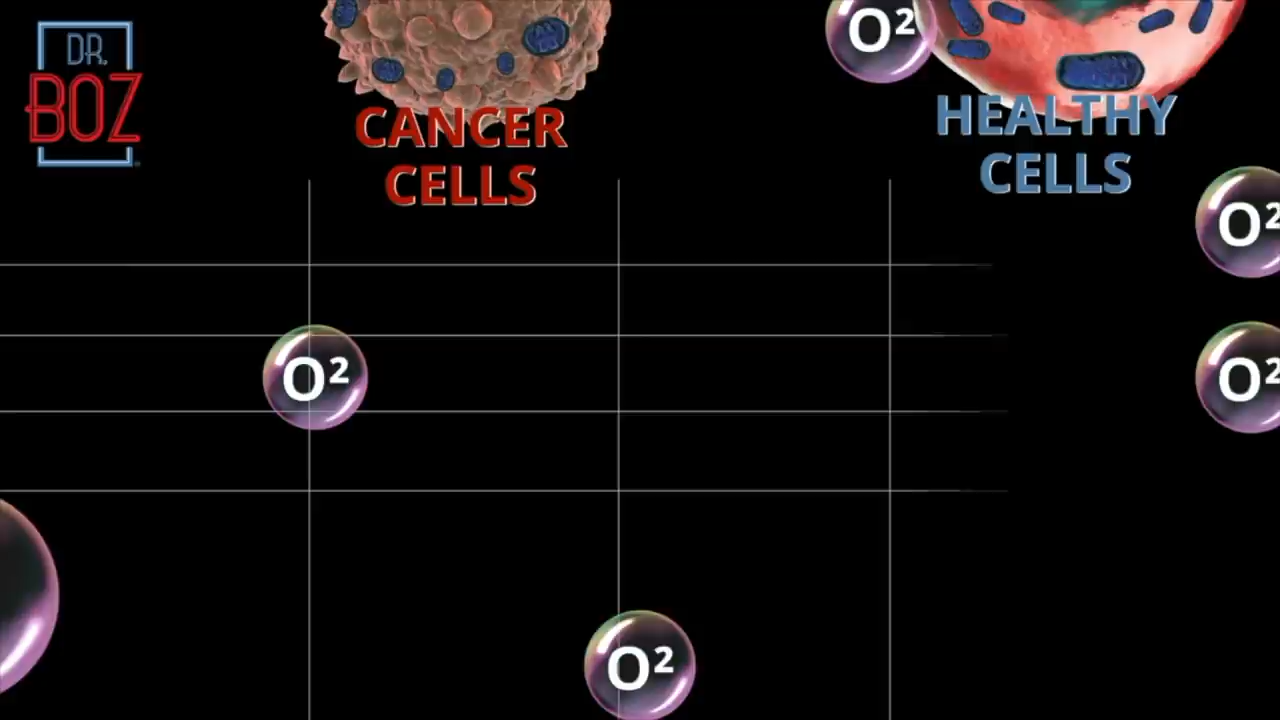 DR.
BOZ
CANCER
CELLS
HEALTHY
CELLS
O²
O²
O²
O²
O²